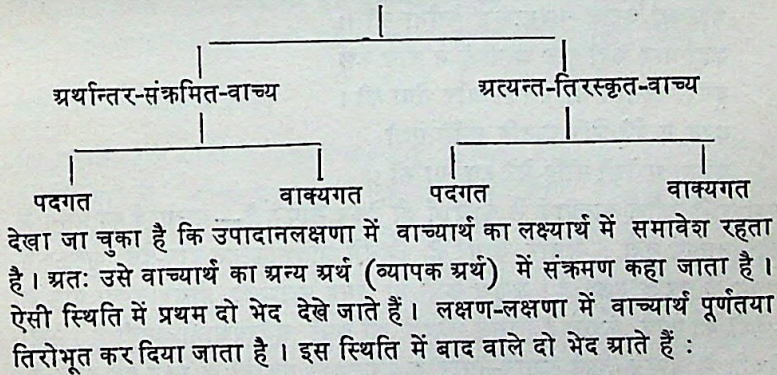 अर्थान्तर-संक्रमित-वाच्य अत्यन्त-तिरस्कृत-वाच्य
पदगत वाक्यगत पदगत वाक्यगत
देखा जा चुका है कि उपादानलक्षणा में वाच्यार्थ का लक्ष्यार्थ में समावेश रहता
है । अतः उसे वाच्यार्थ का अन्य अर्थ (व्यापक अर्थ) में संक्रमण कहा जाता है ।
ऐसी स्थिति में प्रथम दो भेद देखे जाते हैं । लक्षण-लक्षणा में वाच्यार्थ पूर्णतया
तिरोभूत कर दिया जाता है । इस स्थिति में बाद वाले दो भेद आते हैं :